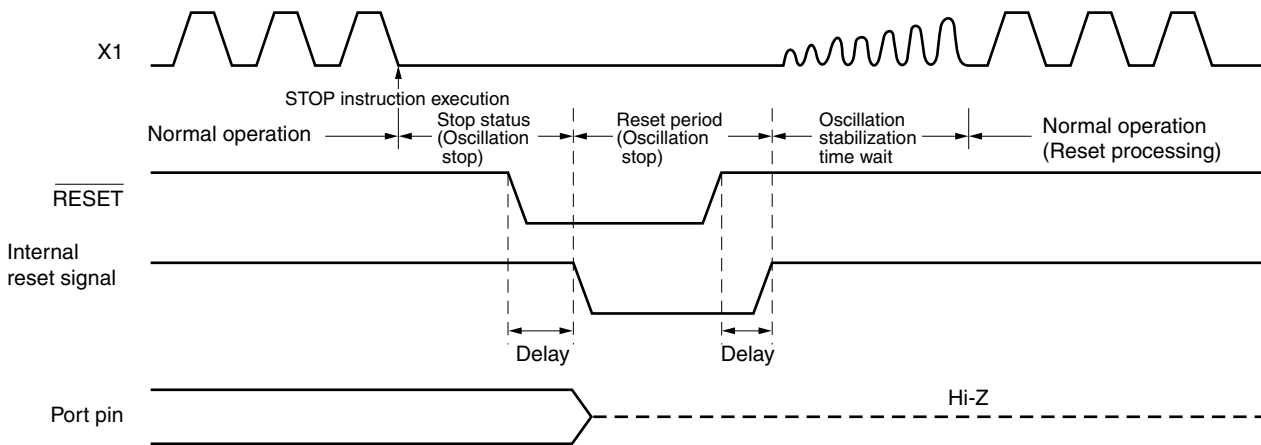 X1
STOP instruction execution
Normal operation
Stop status
(Oscillation
stop)
Reset period
(Oscillation
stop)
Oscillation
stabilization
time wait
Normal operation
(Reset processing)
RESET
Internal
reset signal
Delay
Delay
Port pin
Hi-Z